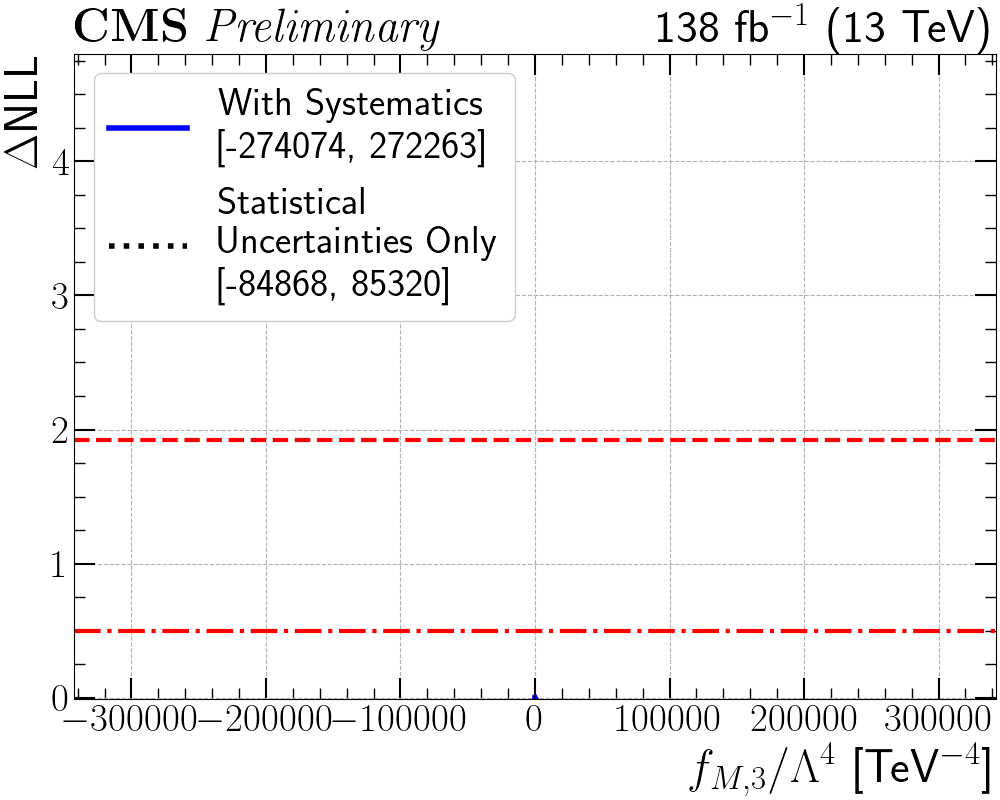 CMS Preliminary
138 fb⁻¹ (13 TeV)
ΔNLL
With Systematics
[-274074, 272263]
Statistical
Uncertainties Only
[-84868, 85320]
4
3
2
1
0
−300000 −200000 −100000 0 100000 200000 300000
f_{M,3}/Λ⁴ [TeV⁻⁴]